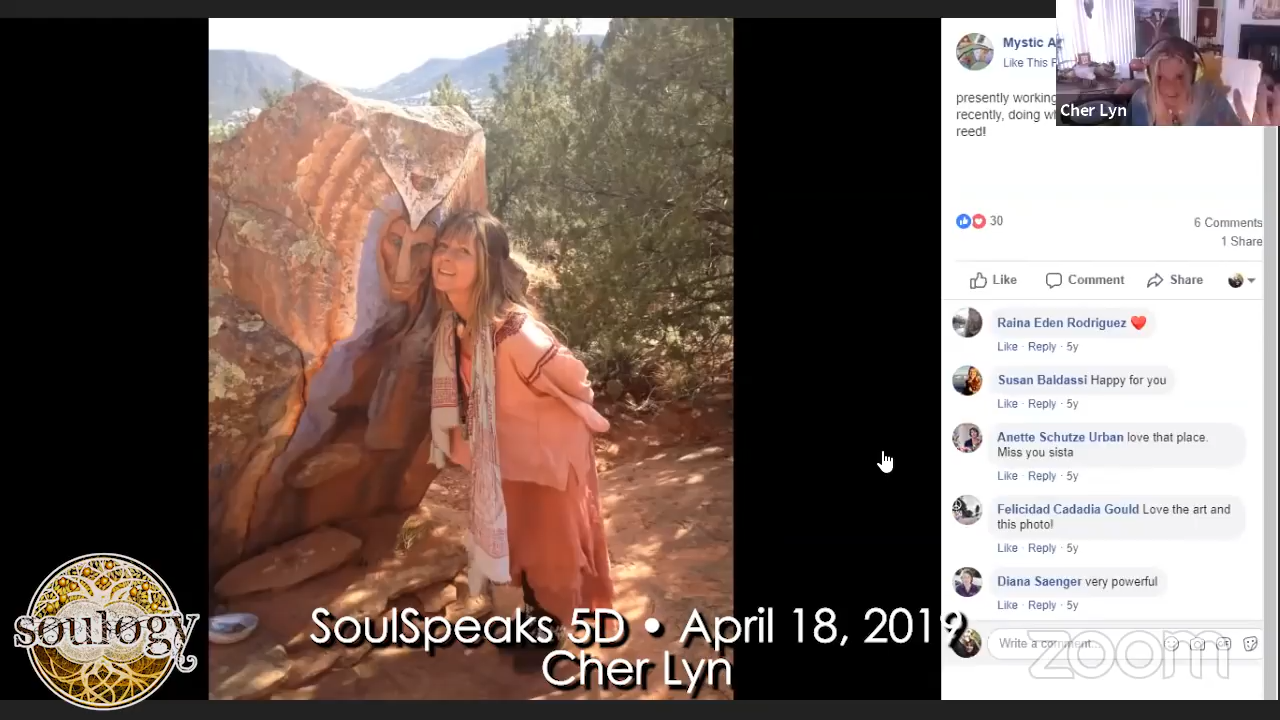 Mystic A
Like This
Cher Lyn
presently working
recently, doing
reed!
30
6 Comments
1 Share
Like
Comment
Share
Raina Eden Rodriguez ❤️
Like · Reply · 5y
Susan Baldassi Happy for you
Like · Reply · 5y
Anette Schutze Urban love that place.
Miss you sista
Like · Reply · 5y
Felicidad Cadadia Gould Love the art and
this photo!
Like · Reply · 5y
Diana Saenger very powerful
Like · Reply · 5y
Write a comment...
zoom
soulogy
SoulSpeaks 5D • April 18, 2019
Cher Lyn